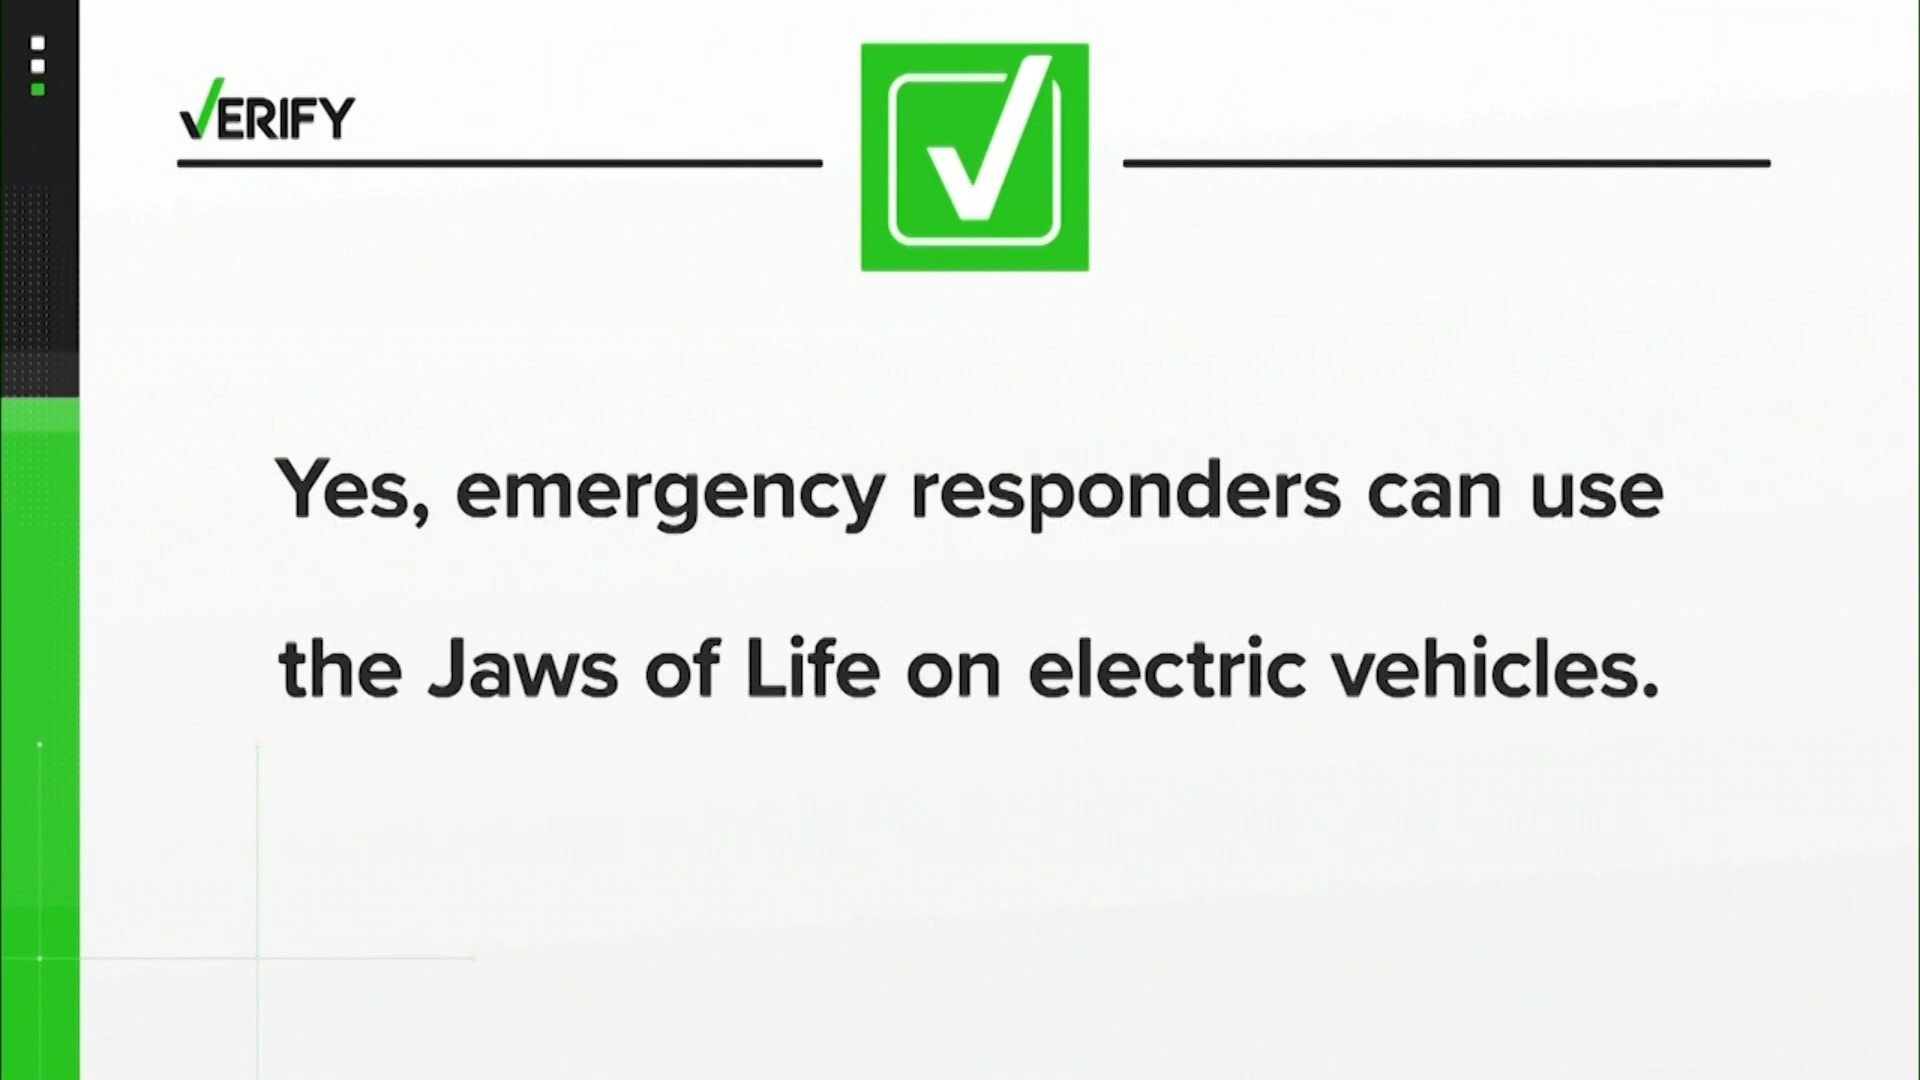 VERIFY
Yes, emergency responders can use
the Jaws of Life on electric vehicles.